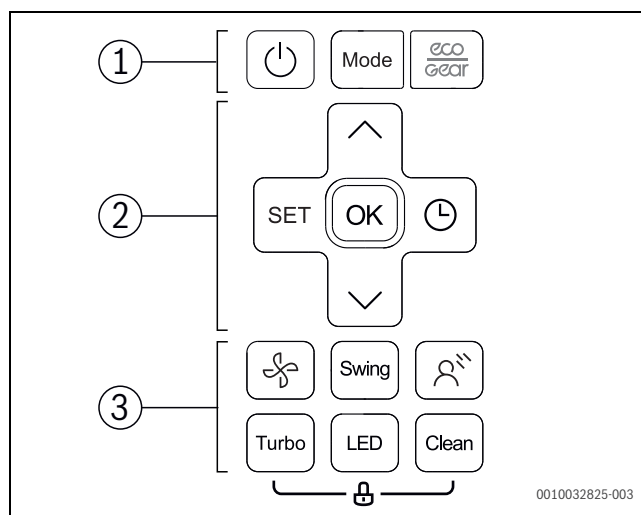 1
Mode
eco
Gear
2
SET OK
3
Swing
Turbo LED Clean
0010032825-003